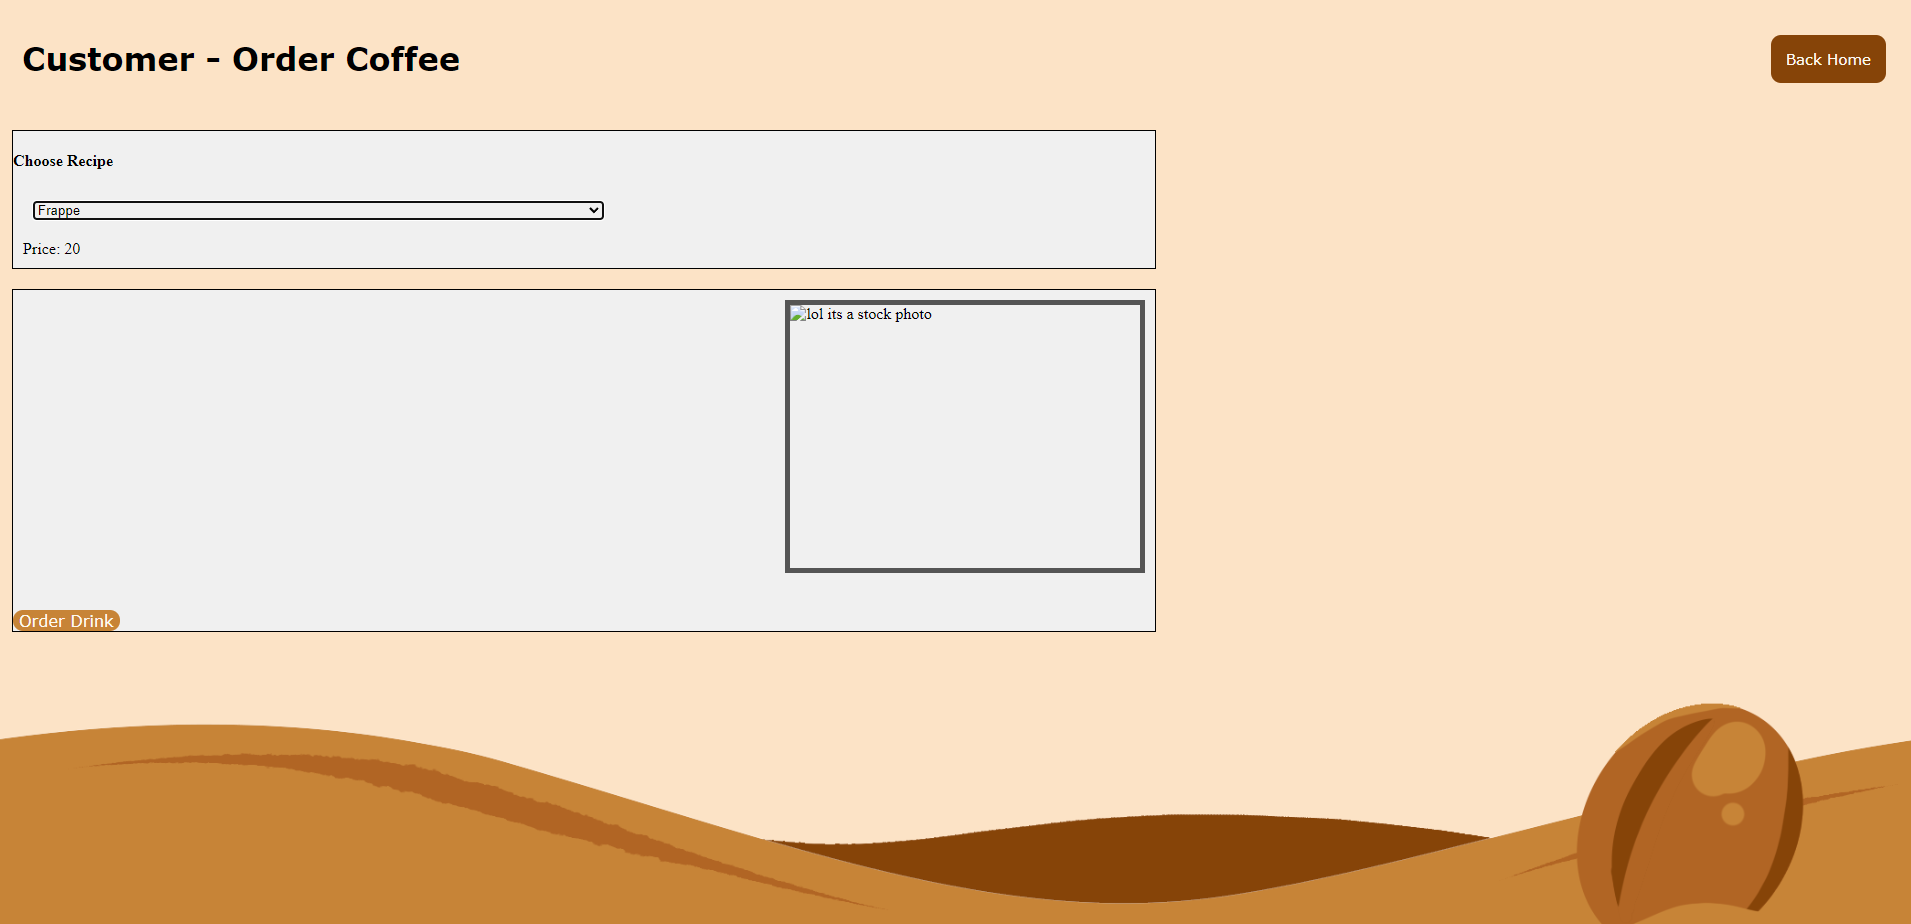 Customer - Order Coffee
Back Home
Choose Recipe
Frappe
Price: 20
lol its a stock photo
Order Drink